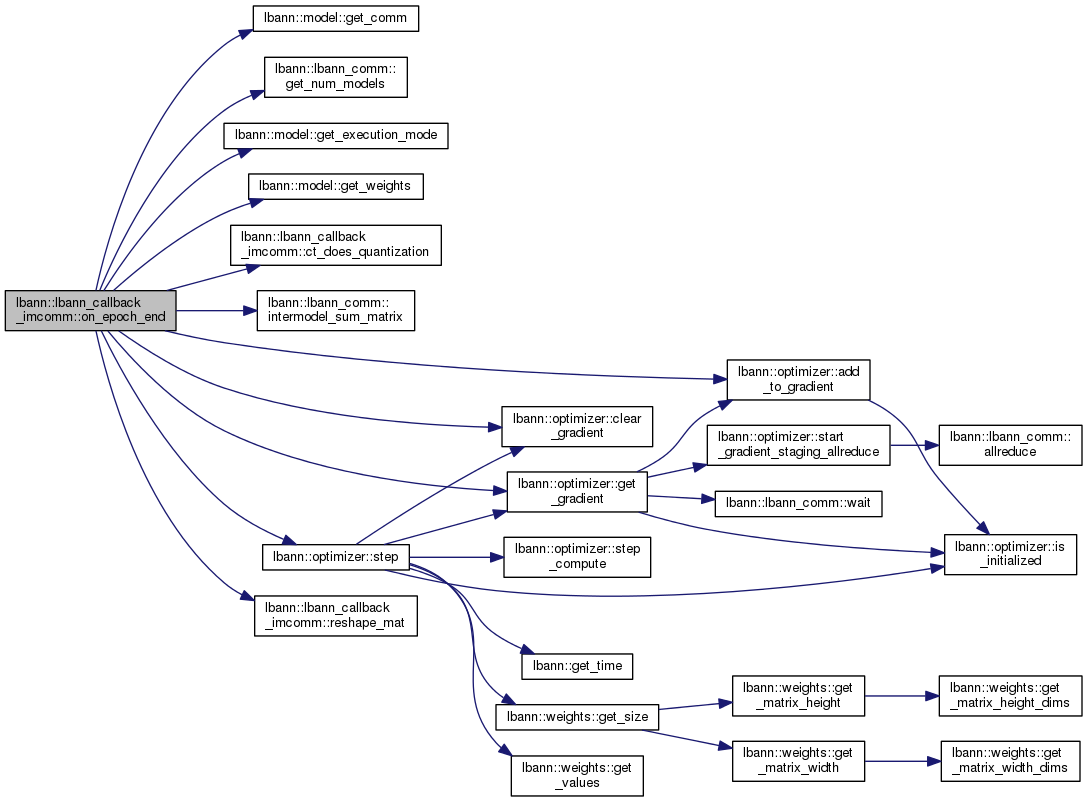 lbann::model::get_comm
lbann::lbann_comm::
get_num_models
lbann::model::get_execution_mode
lbann::model::get_weights
lbann::lbann_callback
_imcomm::ct_does_quantization
lbann::lbann_callback
_imcomm::on_epoch_end
lbann::lbann_comm::
intermodel_sum_matrix
lbann::optimizer::add
_to_gradient
lbann::optimizer::clear
_gradient
lbann::optimizer::start
_gradient_staging_allreduce
lbann::lbann_comm::
allreduce
lbann::optimizer::get
_gradient
lbann::lbann_comm::wait
lbann::optimizer::step
lbann::optimizer::step
_compute
lbann::optimizer::is
_initialized
lbann::lbann_callback
_imcomm::reshape_mat
lbann::get_time
lbann::weights::get_size
lbann::weights::get
_matrix_height
lbann::weights::get
_matrix_height_dims
lbann::weights::get
_matrix_width
lbann::weights::get
_matrix_width_dims
lbann::weights::get
_values